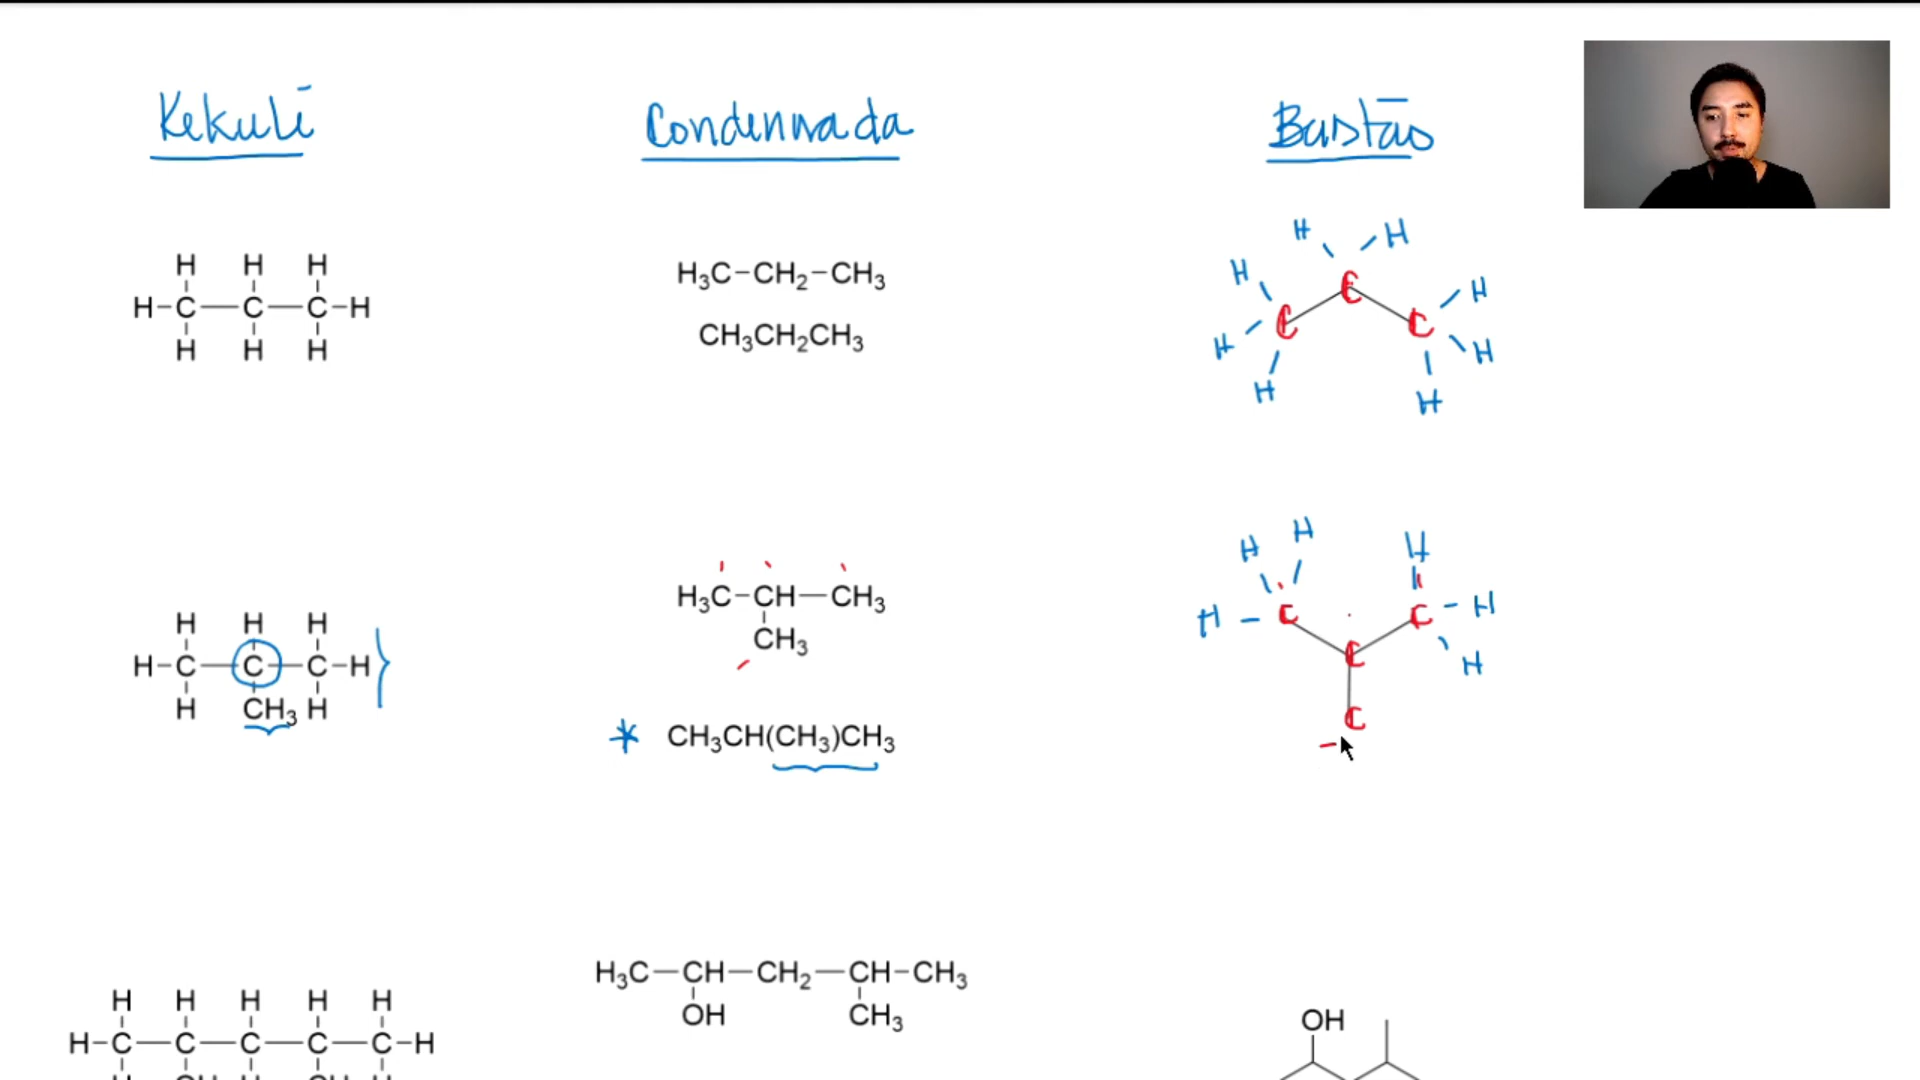 Kekulé
Condensada
Bastão
H H H
H-C—C—C-H
H H H
H₃C-CH₂-CH₃
CH₃CH₂CH₃
H H
H C H
H C C H
H H
H H H
H-C—C—C-H
H CH₃ H
H₃C-CH—CH₃
CH₃
* CH₃CH(CH₃)CH₃
H H H
H - C C - H
C H
C
H H H H H
H-C—C—C—C—C-H
H₃C—CH—CH₂—CH-CH₃
OH CH₃
OH